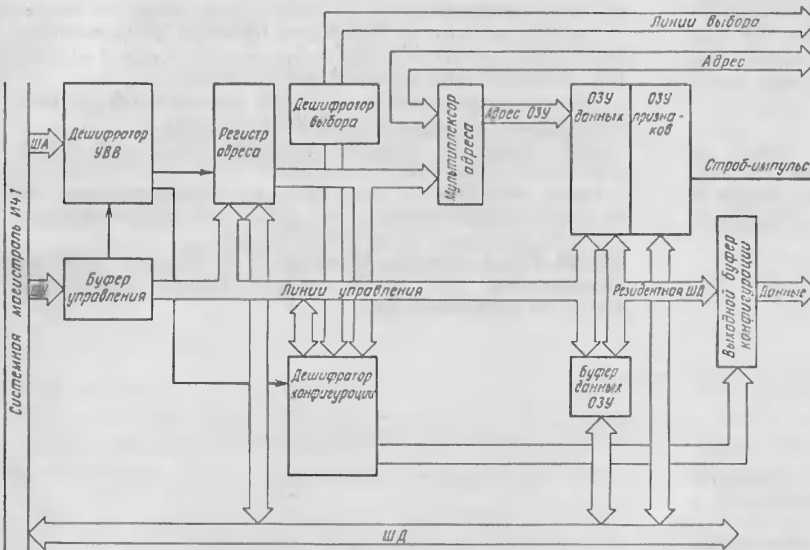 Линии выбора
Адрес
Системная магистраль И41
ША
Дешифратор
УВВ
Регистр
адреса
Дешифратор
выбора
Мультиплексор
адреса
Адрес ОЗУ
ОЗУ
данных
ОЗУ
призна-
ков
Строб-импульс
Буфер
управления
Линии управления
Резидентная ШД
Выходной буфер
конфигурации
Данные
Дешифратор
конфигурации
Буфер
данных
ОЗУ
ШД